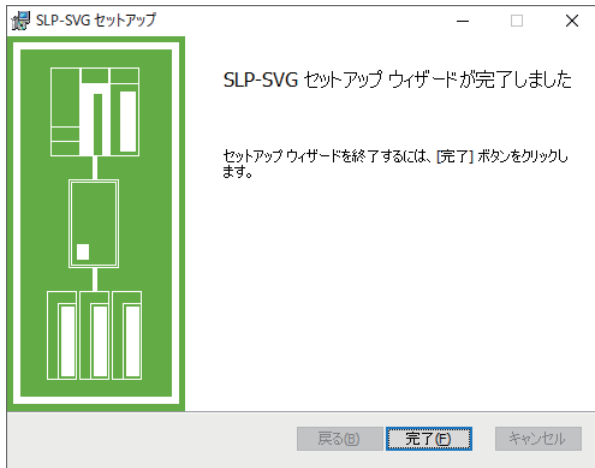 SLP-SVG セットアップ
SLP-SVG セットアップ ウィザードが完了しました
セットアップ ウィザードを終了するには、[完了] ボタンをクリックし
ます。
戻る(B) 完了(F) キャンセル